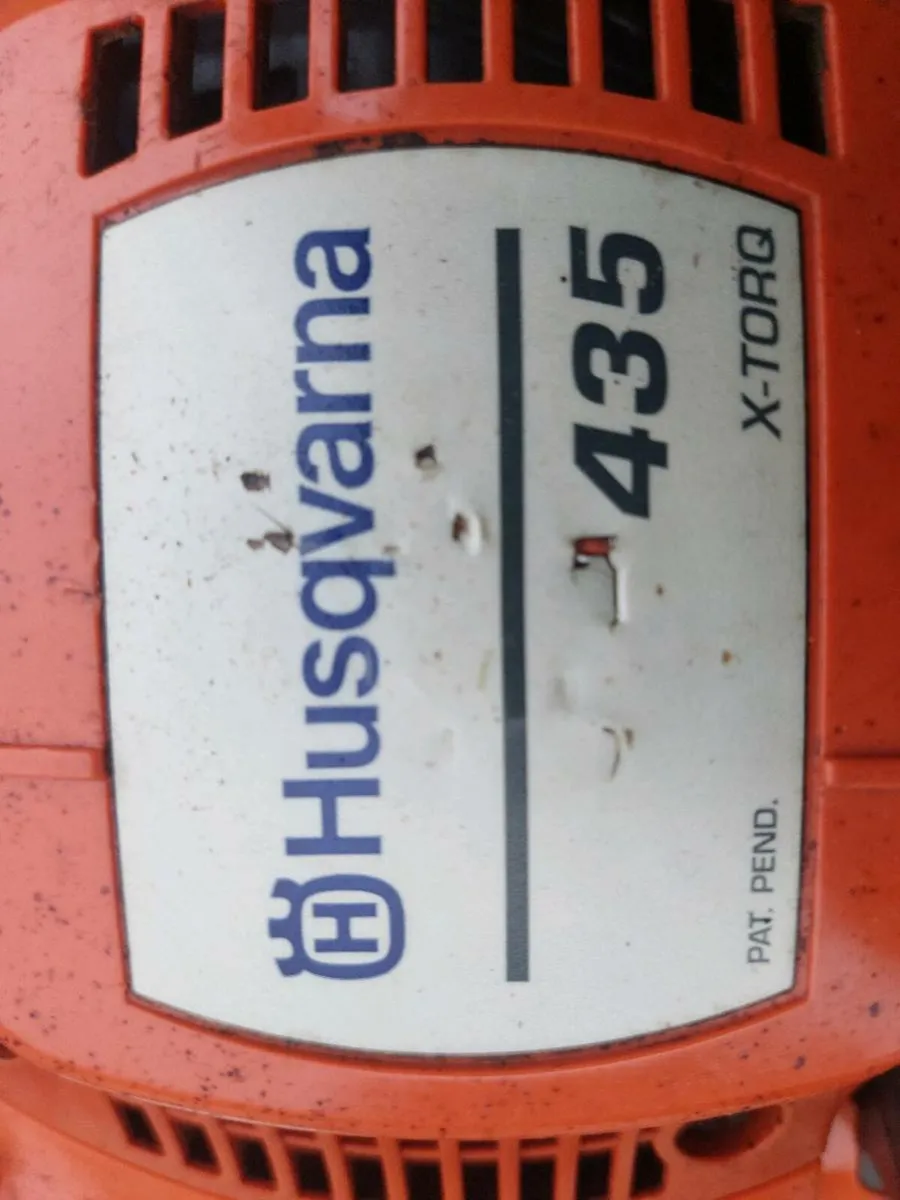 H Husqvarna
435
PAT. PEND. X-TORQ